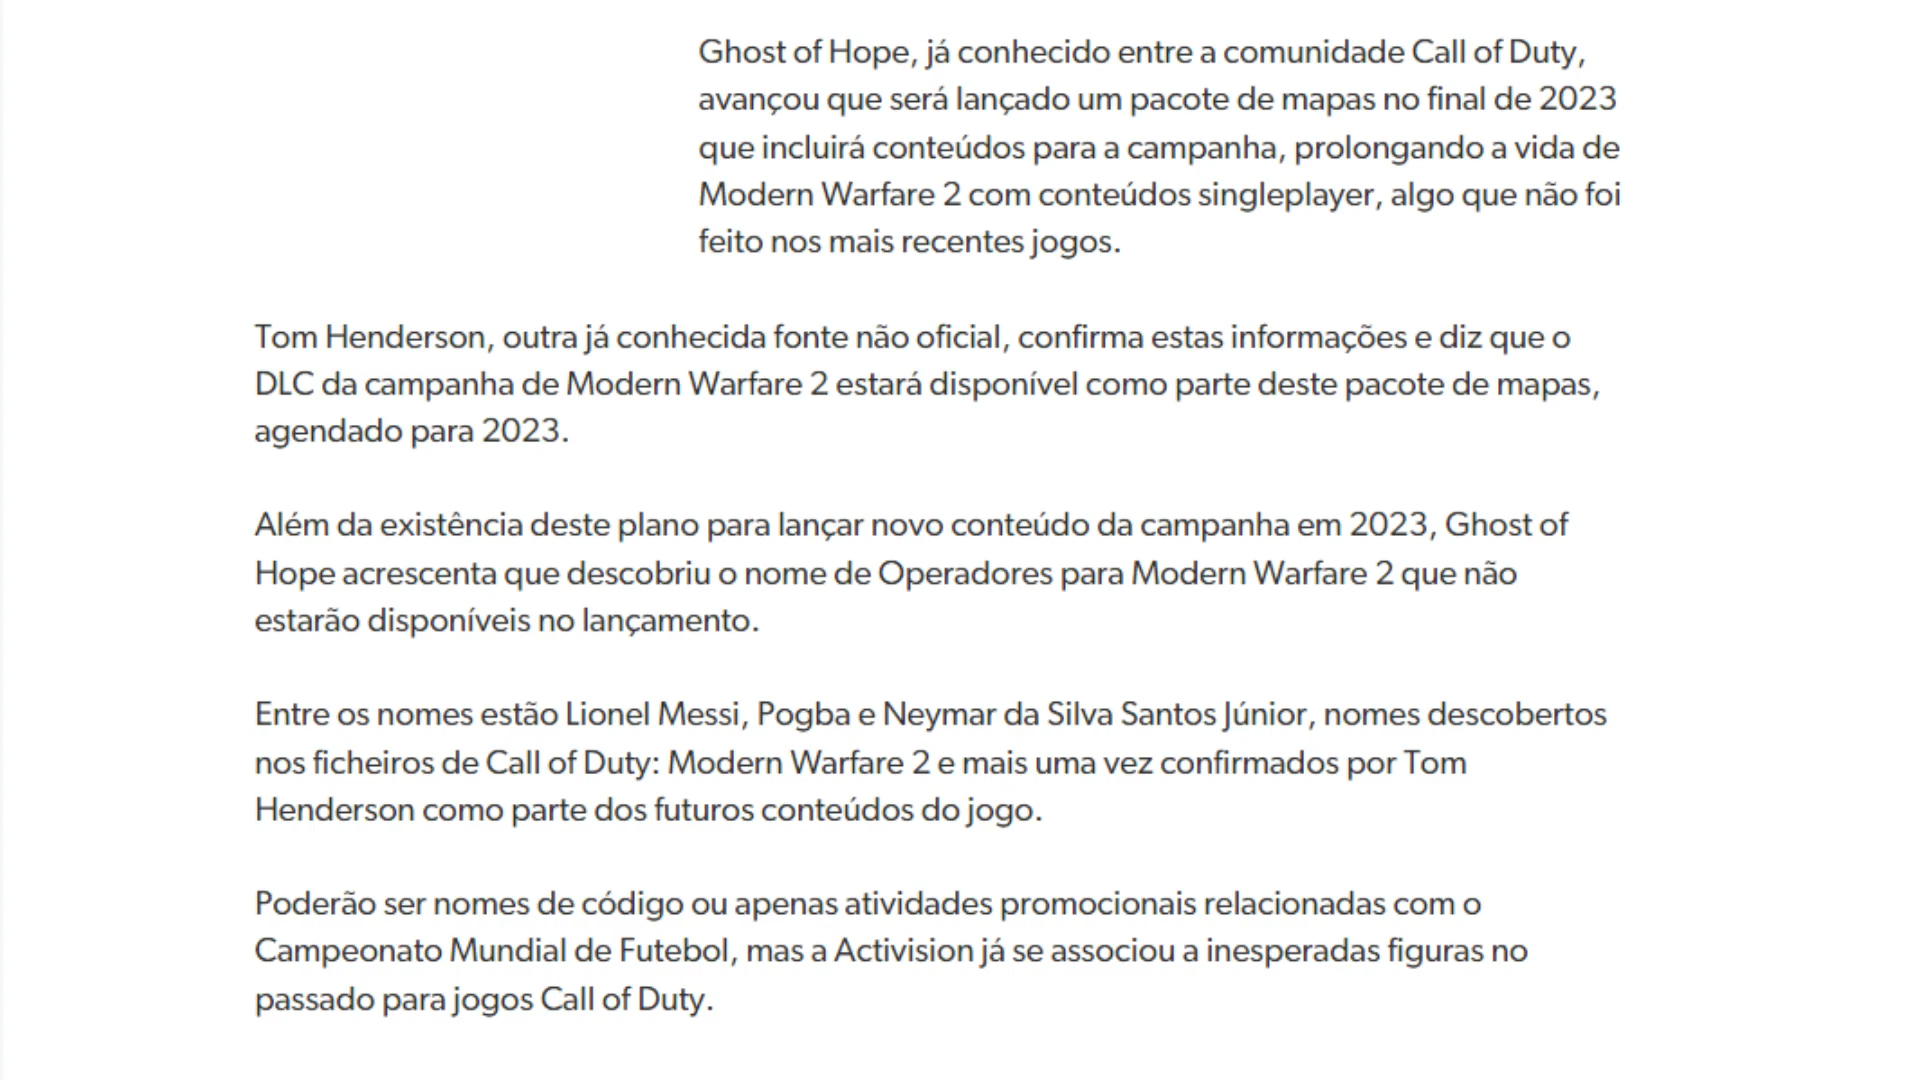 Ghost of Hope, já conhecido entre a comunidade Call of Duty,
avançou que será lançado um pacote de mapas no final de 2023
que incluirá conteúdos para a campanha, prolongando a vida de
Modern Warfare 2 com conteúdos singleplayer, algo que não foi
feito nos mais recentes jogos.
Tom Henderson, outra já conhecida fonte não oficial, confirma estas informações e diz que o
DLC da campanha de Modern Warfare 2 estará disponível como parte deste pacote de mapas,
agendado para 2023.
Além da existência deste plano para lançar novo conteúdo da campanha em 2023, Ghost of
Hope acrescenta que descobriu o nome de Operadores para Modern Warfare 2 que não
estarão disponíveis no lançamento.
Entre os nomes estão Lionel Messi, Pogba e Neymar da Silva Santos Júnior, nomes descobertos
nos ficheiros de Call of Duty: Modern Warfare 2 e mais uma vez confirmados por Tom
Henderson como parte dos futuros conteúdos do jogo.
Poderão ser nomes de código ou apenas atividades promocionais relacionadas com o
Campeonato Mundial de Futebol, mas a Activision já se associou a inesperadas figuras no
passado para jogos Call of Duty.